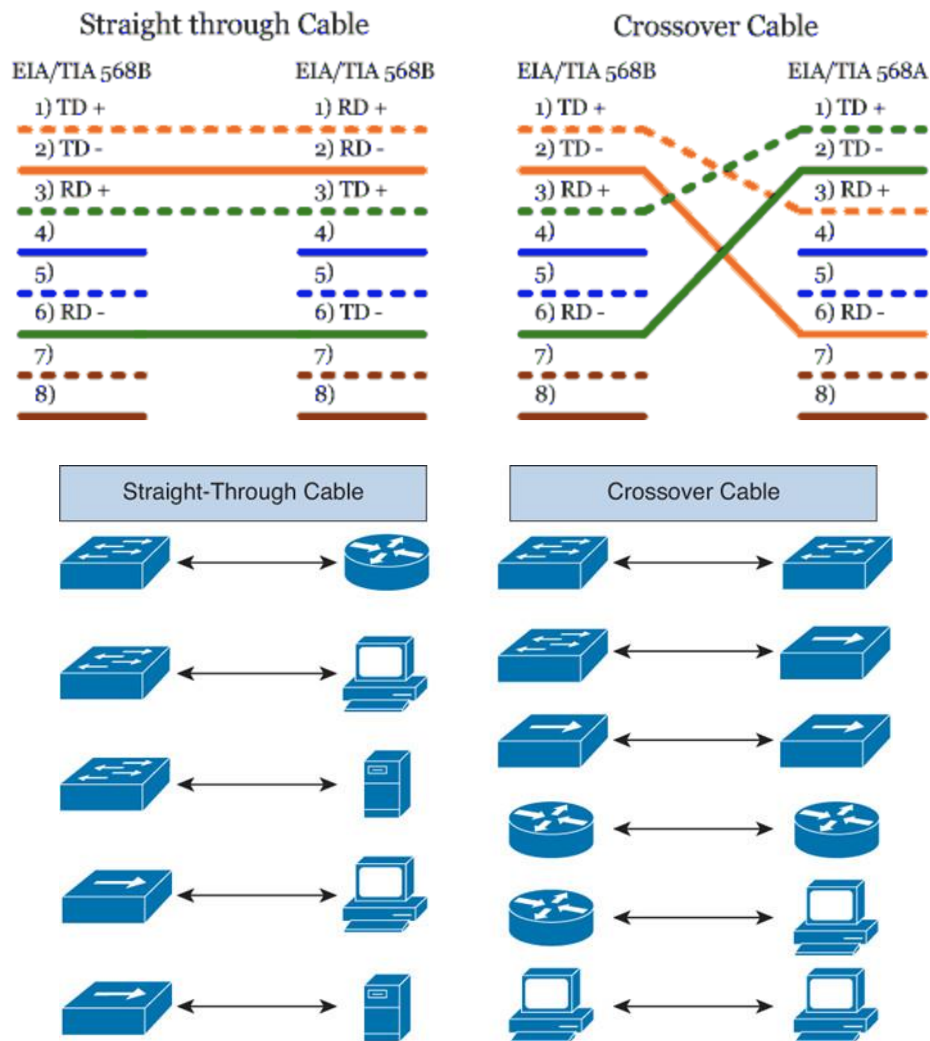 Straight through Cable
EIA/TIA 568B EIA/TIA 568B
1) TD + 1) RD +
2) TD - 2) RD -
3) RD + 3) TD +
4) 4)
5) 5)
6) RD - 6) TD -
7) 7)
8) 8)
Crossover Cable
EIA/TIA 568B EIA/TIA 568A
1) TD + 1) TD +
2) TD - 2) TD -
3) RD + 3) RD +
4) 4)
5) 5)
6) RD - 6) RD -
7) 7)
8) 8)
Straight-Through Cable
Crossover Cable